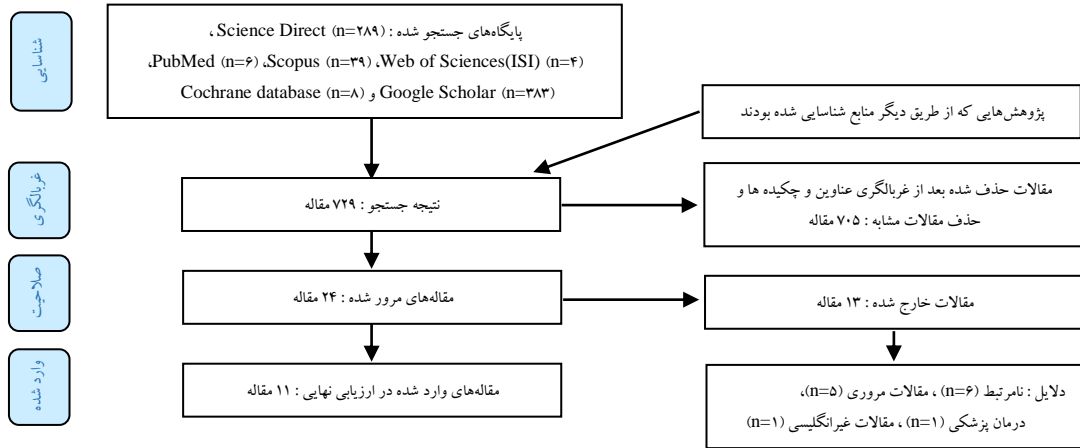 شناسایی
پایگاه‌های جستجو شده : Science Direct (n=۲۸۹) ،
PubMed (n=۶) ،Scopus (n=۳۹) ،Web of Sciences(ISI) (n=۴)،
Cochrane database (n=۸) و Google Scholar (n=۳۸۳)
پژوهش‌هایی که از طریق دیگر منابع شناسایی شده بودند
غربالگری
نتیجه جستجو : ۷۲۹ مقاله
مقالات حذف شده بعد از غربالگری عناوین و چکیده ها و
حذف مقالات مشابه : ۷۰۵ مقاله
صلاحیت
مقاله‌های مرور شده : ۲۴ مقاله
مقالات خارج شده : ۱۳ مقاله
وارد شده
مقاله‌های وارد شده در ارزیابی نهایی : ۱۱ مقاله
دلایل : نامرتبط (n=۶) ، مقالات مروری (n=۵)،
درمان پزشکی (n=۱) ، مقالات غیرانگلیسی (n=۱)